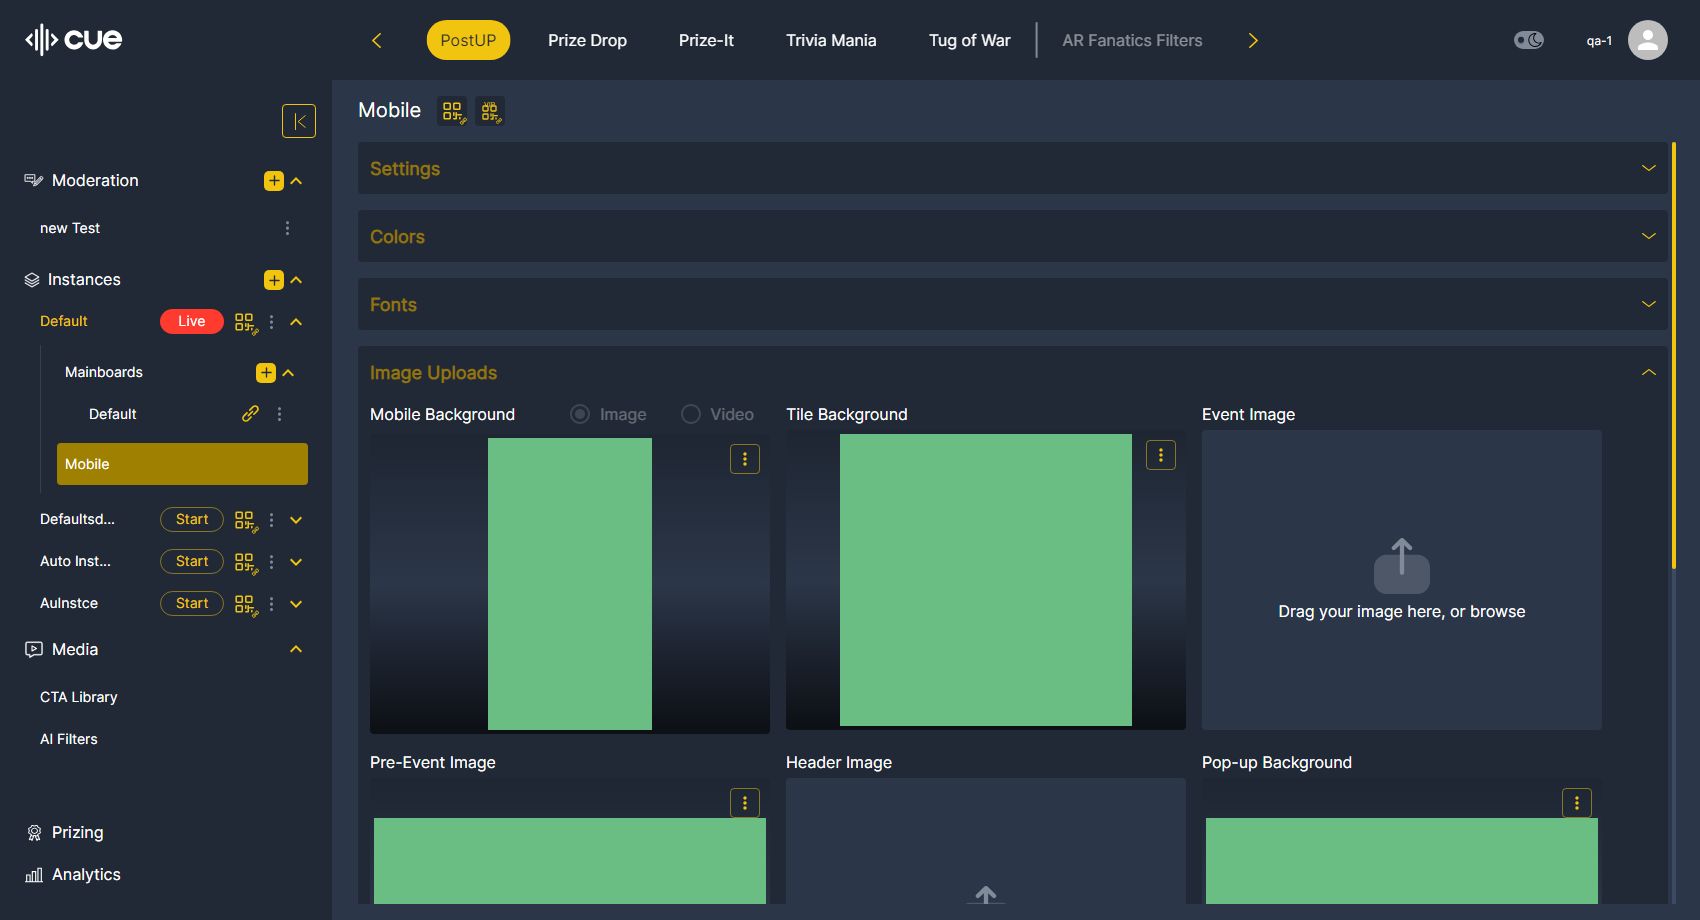 cue
PostUP
Prize Drop
Prize-It
Trivia Mania
Tug of War
AR Fanatics Filters
qa-1
Moderation
new Test
Instances
Default
Live
Mainboards
Default
Mobile
Defaultsd...
Start
Auto Inst...
Start
AuInstce
Start
Media
CTA Library
AI Filters
Prizing
Analytics
Mobile
VIP
Settings
Colors
Fonts
Image Uploads
Mobile Background
Image
Video
Tile Background
Event Image
Drag your image here, or browse
Pre-Event Image
Header Image
Pop-up Background